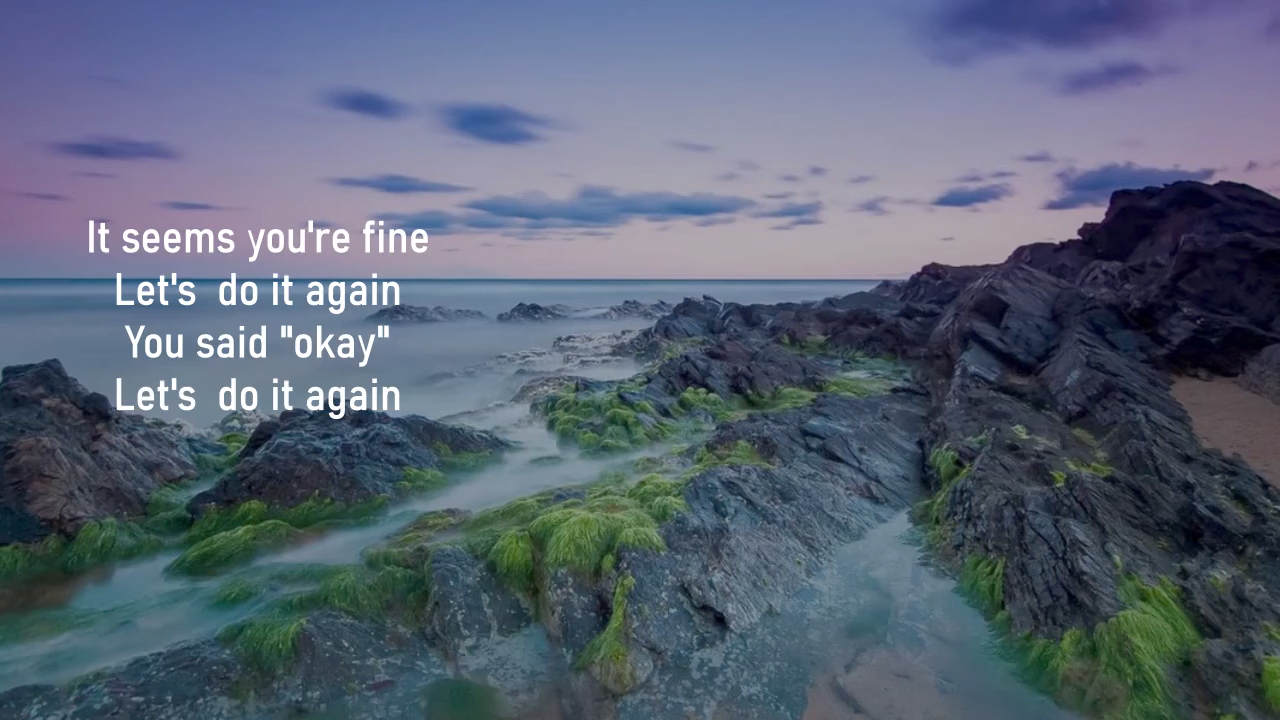 It seems you're fine
Let's  do it again
You said "okay"
Let's  do it again